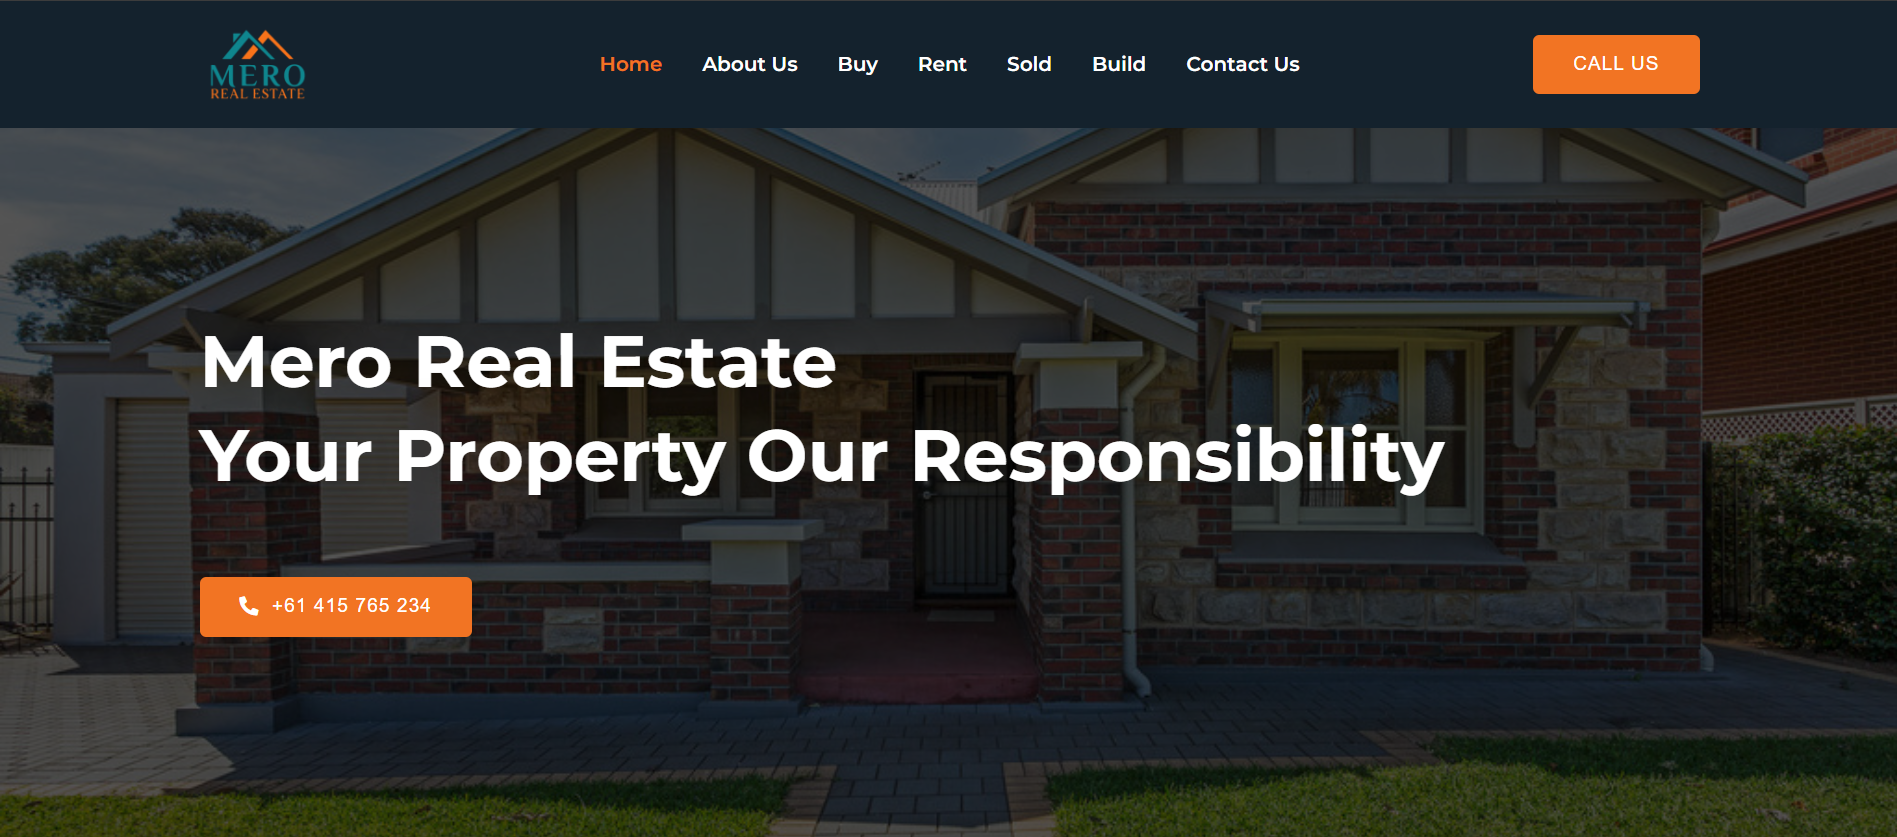 MERO
REAL ESTATE
Home
About Us
Buy
Rent
Sold
Build
Contact Us
CALL US
Mero Real Estate
Your Property Our Responsibility
+61 415 765 234